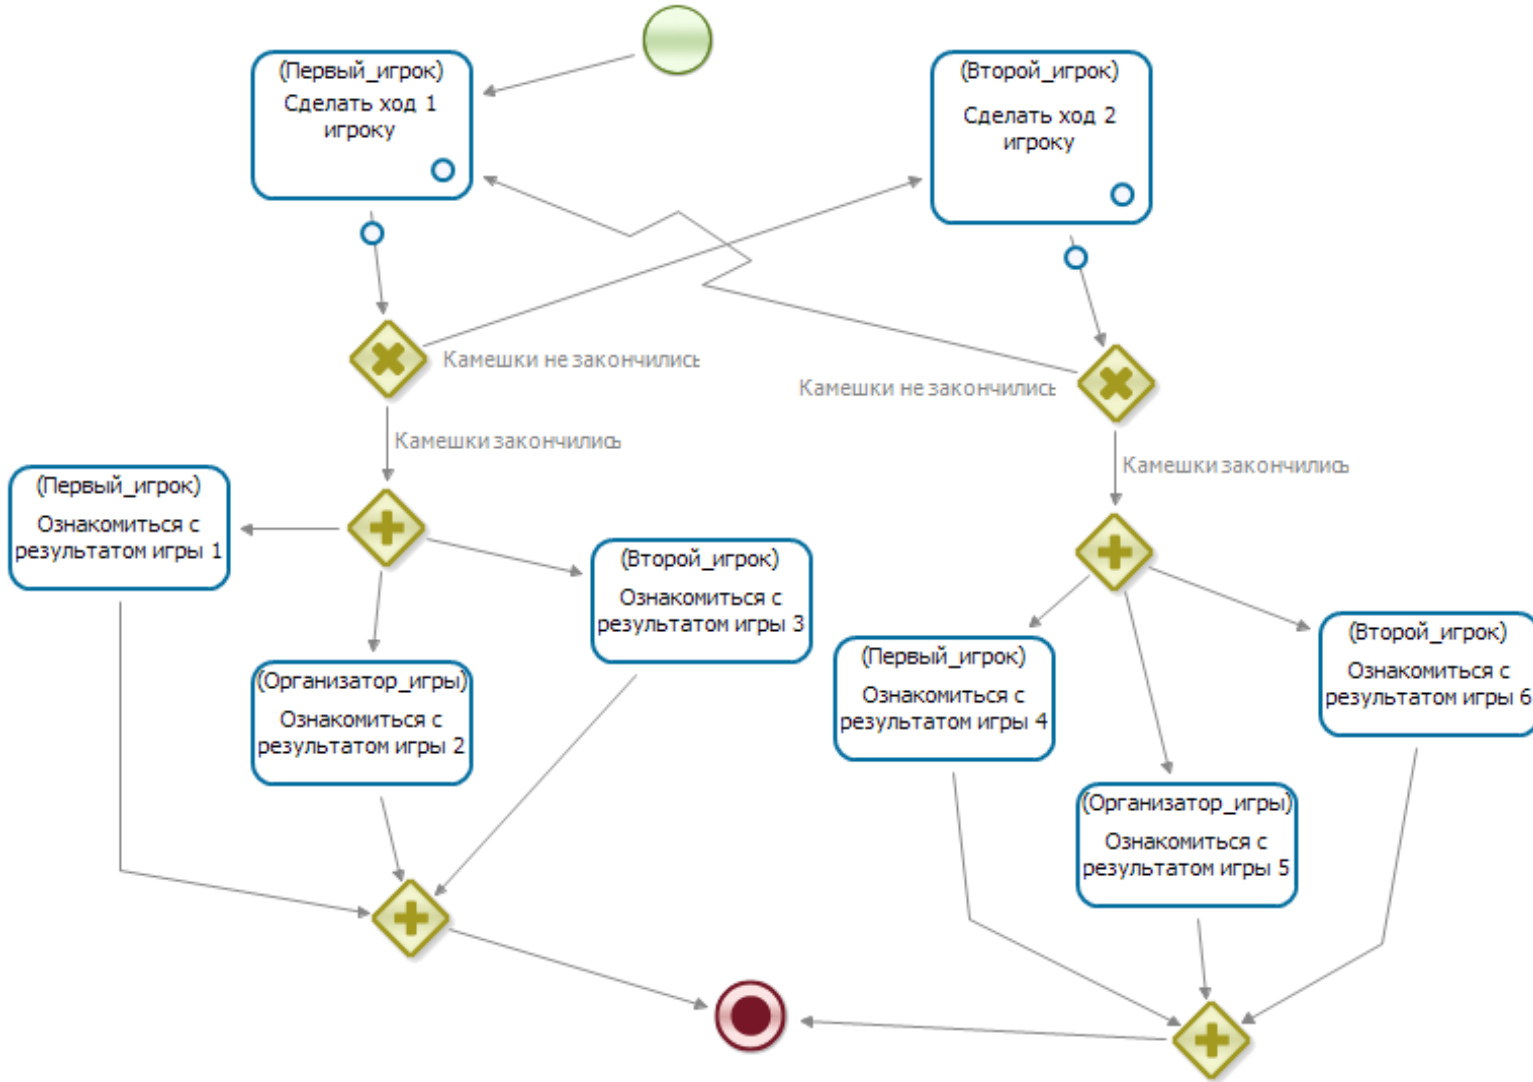 (Первый_игрок)
Сделать ход 1
игроку
(Второй_игрок)
Сделать ход 2
игроку
Камешки не закончились
Камешки не закончились
Камешки закончились
Камешки закончились
(Первый_игрок)
Ознакомиться с
результатом игры 1
(Второй_игрок)
Ознакомиться с
результатом игры 3
(Организатор_игры)
Ознакомиться с
результатом игры 2
(Первый_игрок)
Ознакомиться с
результатом игры 4
(Второй_игрок)
Ознакомиться с
результатом игры 6
(Организатор_игры)
Ознакомиться с
результатом игры 5